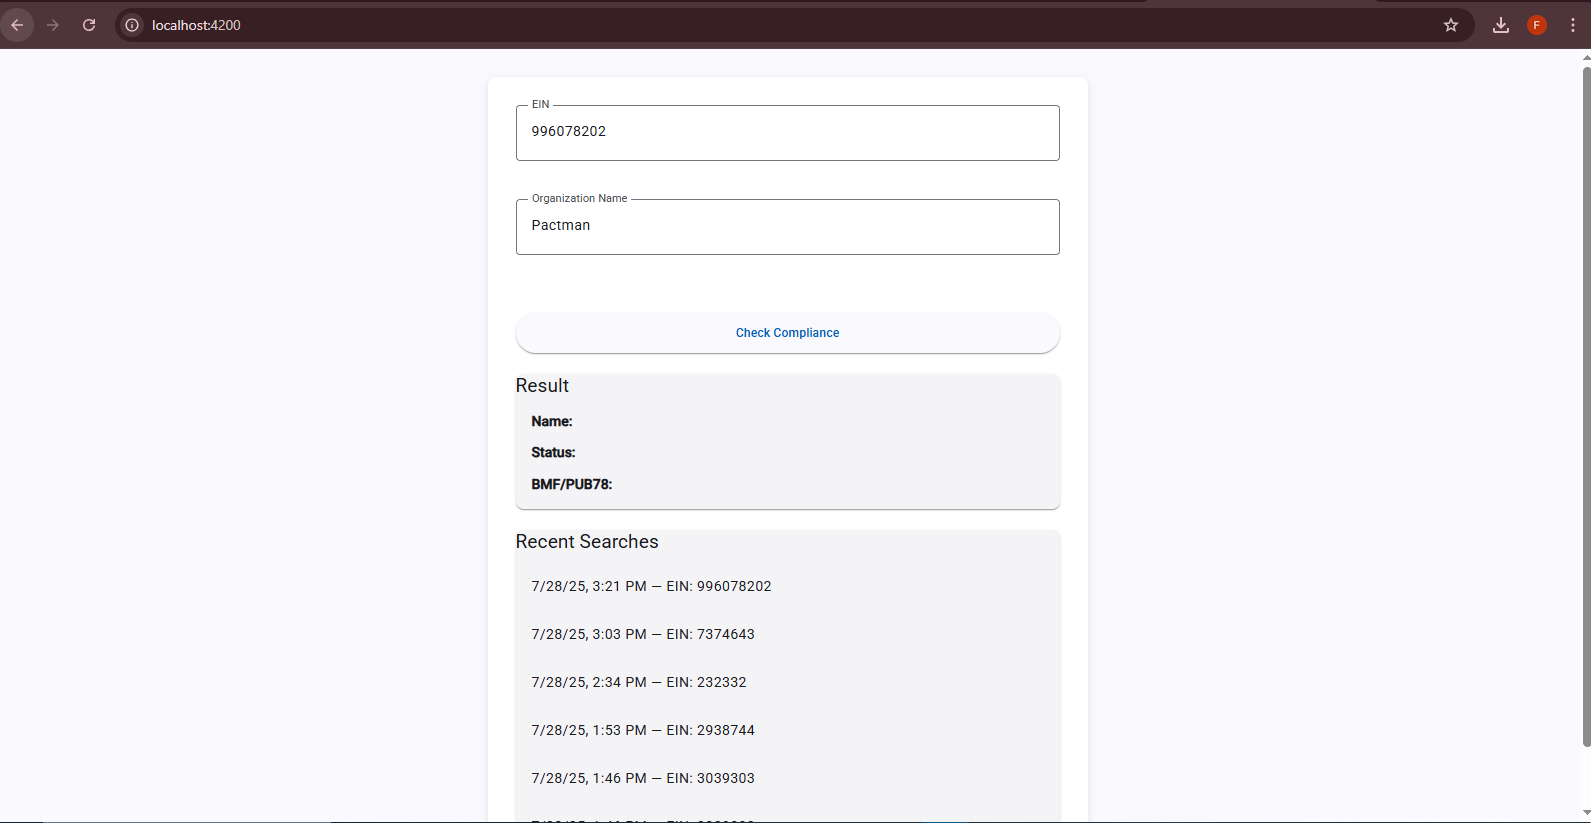 localhost:4200
F
EIN
996078202
Organization Name
Pactman
Check Compliance
Result
Name:
Status:
BMF/PUB78:
Recent Searches
7/28/25, 3:21 PM — EIN: 996078202
7/28/25, 3:03 PM — EIN: 7374643
7/28/25, 2:34 PM — EIN: 232332
7/28/25, 1:53 PM — EIN: 2938744
7/28/25, 1:46 PM — EIN: 3039303